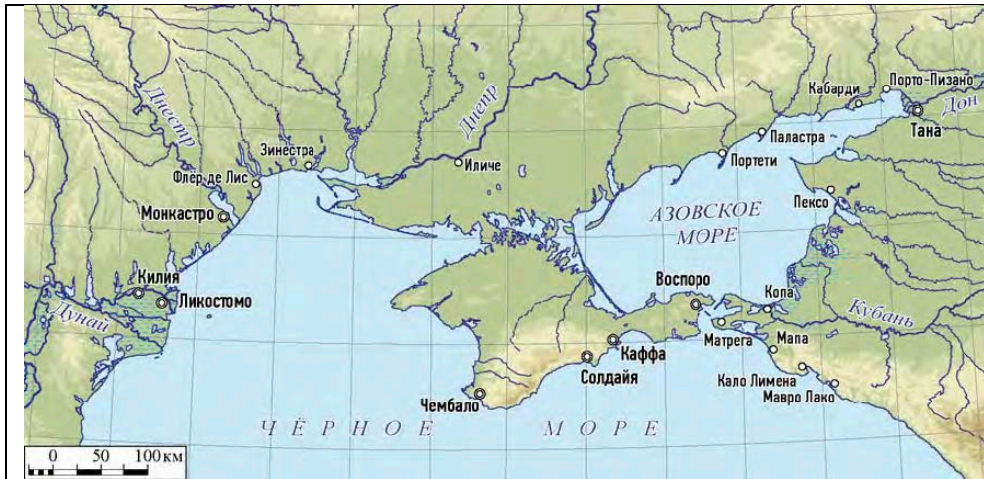 Порто-Пизано
Кабарди
Дон
Тана
Днестр
Днепр
Паластра
Зинестра
Иличе
Портети
Флёр де Лис
Пексо
Монкастро
АЗОВСКОЕ
МОРЕ
Килия
Ликостомо
Дунай
Воспоро
Копа
Кубань
Матрега
Мапа
Каффа
Солдайя
Кало Лимена
Мавро Лако
Чембало
ЧЁРНОЕ МОРЕ
0 50 100 км